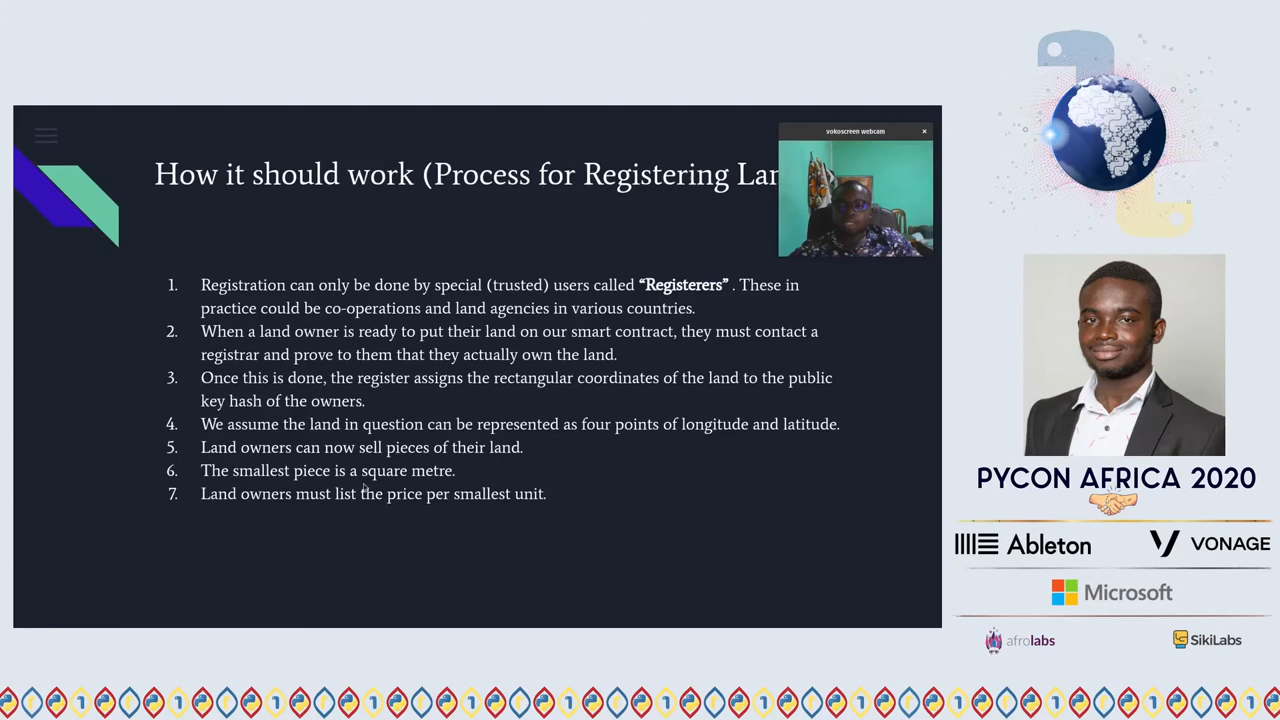 vokoscreen webcam
×
How it should work (Process for Registering Lan
1. Registration can only be done by special (trusted) users called “Registerers” . These in
practice could be co-operations and land agencies in various countries.
2. When a land owner is ready to put their land on our smart contract, they must contact a
registrar and prove to them that they actually own the land.
3. Once this is done, the register assigns the rectangular coordinates of the land to the public
key hash of the owners.
4. We assume the land in question can be represented as four points of longitude and latitude.
5. Land owners can now sell pieces of their land.
6. The smallest piece is a square metre.
7. Land owners must list the price per smallest unit.
PYCON AFRICA 2020
Ableton
VONAGE
Microsoft
afrolabs
SikiLabs